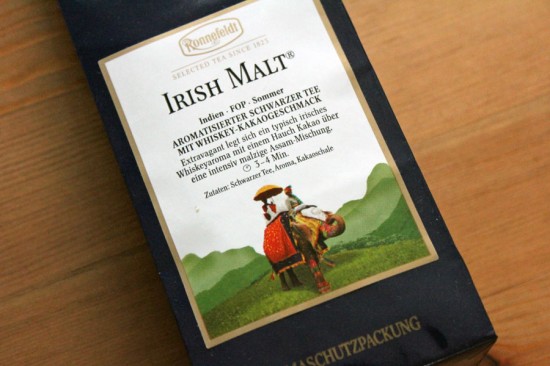 Ronnefeldt
SELECTED TEA SINCE 1823
IRISH MALT®
Indien · FOP · Sommer
AROMATISIERTER SCHWARZER TEE
MIT WHISKEY-KAKAOGESCHMACK
Extravagant legt sich ein typisch irisches
Whiskeyaroma mit einem Hauch Kakao über
eine intensiv malzige Assam-Mischung.
3-4 Min.
Zutaten: Schwarzer Tee, Aroma, Kakaoschale
MASCHUTZPACKUNG